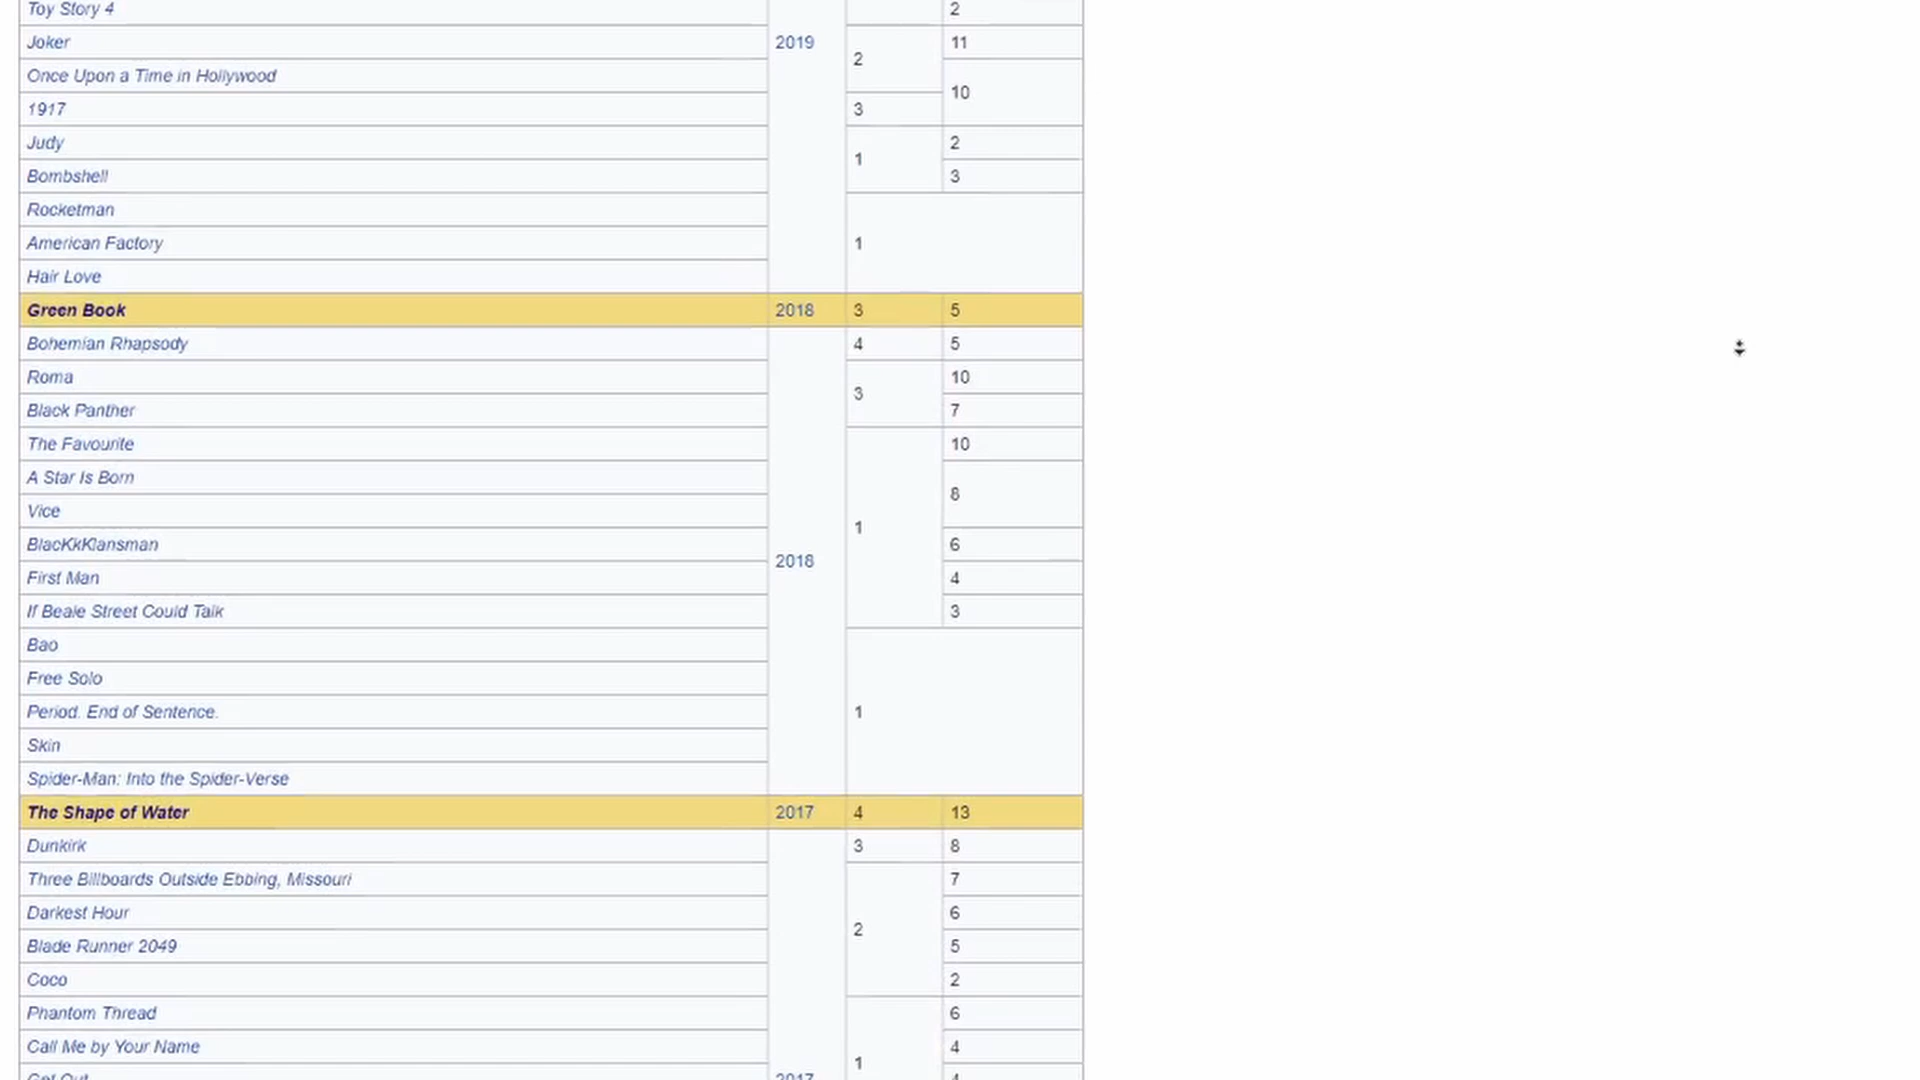 Toy Story 4 2
Joker 2019 2 11
Once Upon a Time in Hollywood 10
1917 3
Judy 1 2
Bombshell 3
Rocketman
American Factory 1
Hair Love
Green Book 2018 3 5
Bohemian Rhapsody 4 5
Roma 3 10
Black Panther 7
The Favourite 10
A Star Is Born 8
Vice
BlacKkKlansman 1 6
First Man 2018 4
If Beale Street Could Talk 3
Bao
Free Solo
Period. End of Sentence. 1
Skin
Spider-Man: Into the Spider-Verse
The Shape of Water 2017 4 13
Dunkirk 3 8
Three Billboards Outside Ebbing, Missouri 7
Darkest Hour 2 6
Blade Runner 2049 5
Coco 2
Phantom Thread 6
Call Me by Your Name 1 4
Get Out 2017 4